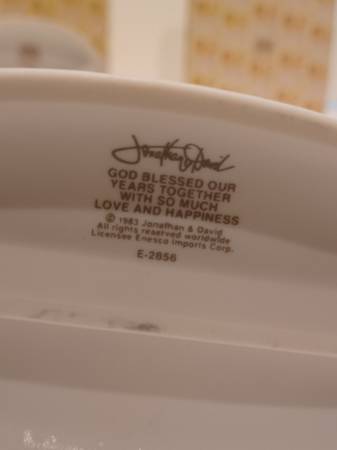 Jonathan & David
GOD BLESSED OUR
YEARS TOGETHER
WITH SO MUCH
LOVE AND HAPPINESS
© 1983 Jonathan & David
All rights reserved worldwide
Licensee Enesco Imports Corp.
E-2856